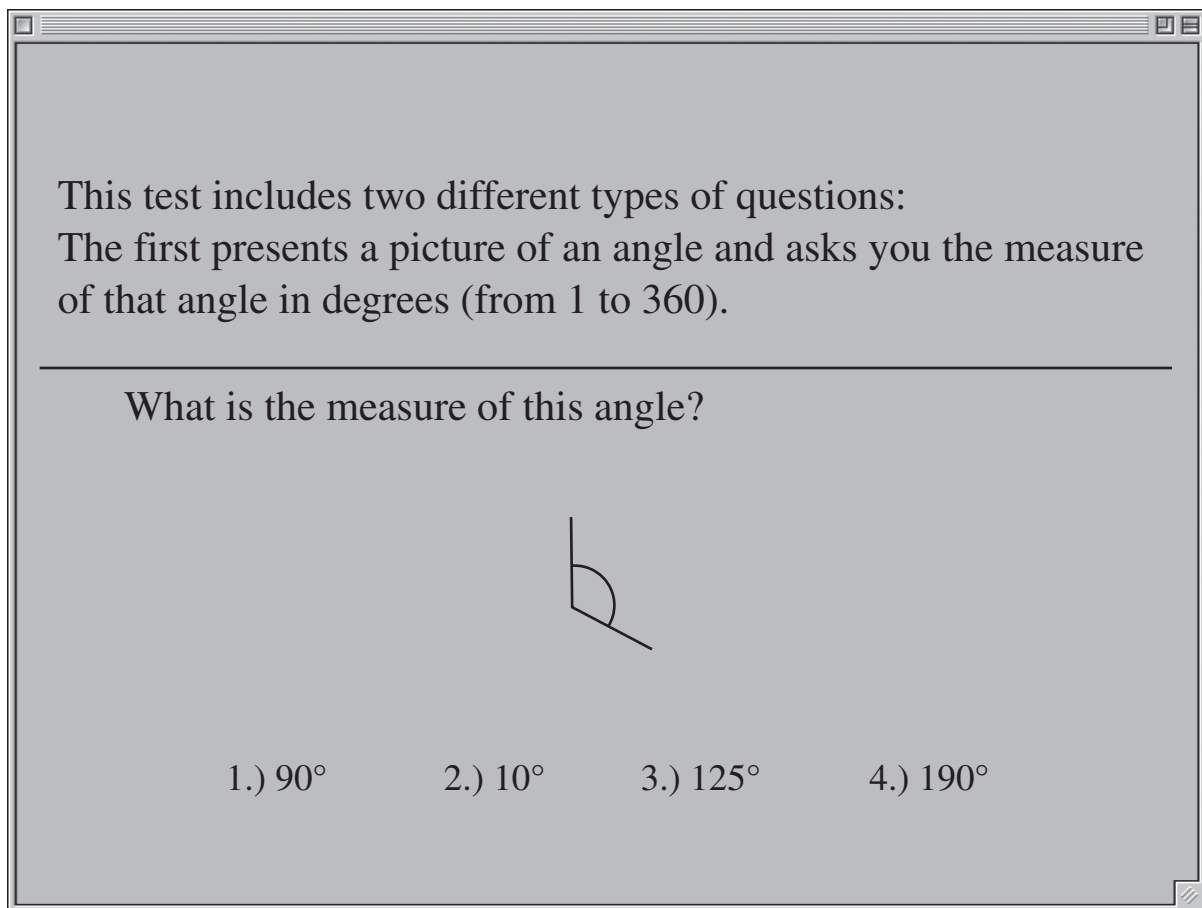 This test includes two different types of questions:
The first presents a picture of an angle and asks you the measure
of that angle in degrees (from 1 to 360).
What is the measure of this angle?
1.) 90° 2.) 10° 3.) 125° 4.) 190°